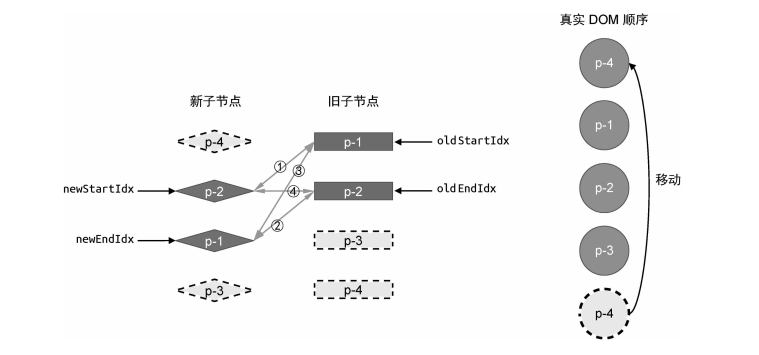 真实 DOM 顺序
p-4
新子节点
旧子节点
p-4
p-1
oldStartIdx
p-1
①
③
移动
newStartIdx
p-2
④
p-2
oldEndIdx
p-2
②
newEndIdx
p-1
p-3
p-3
p-3
p-4
p-4